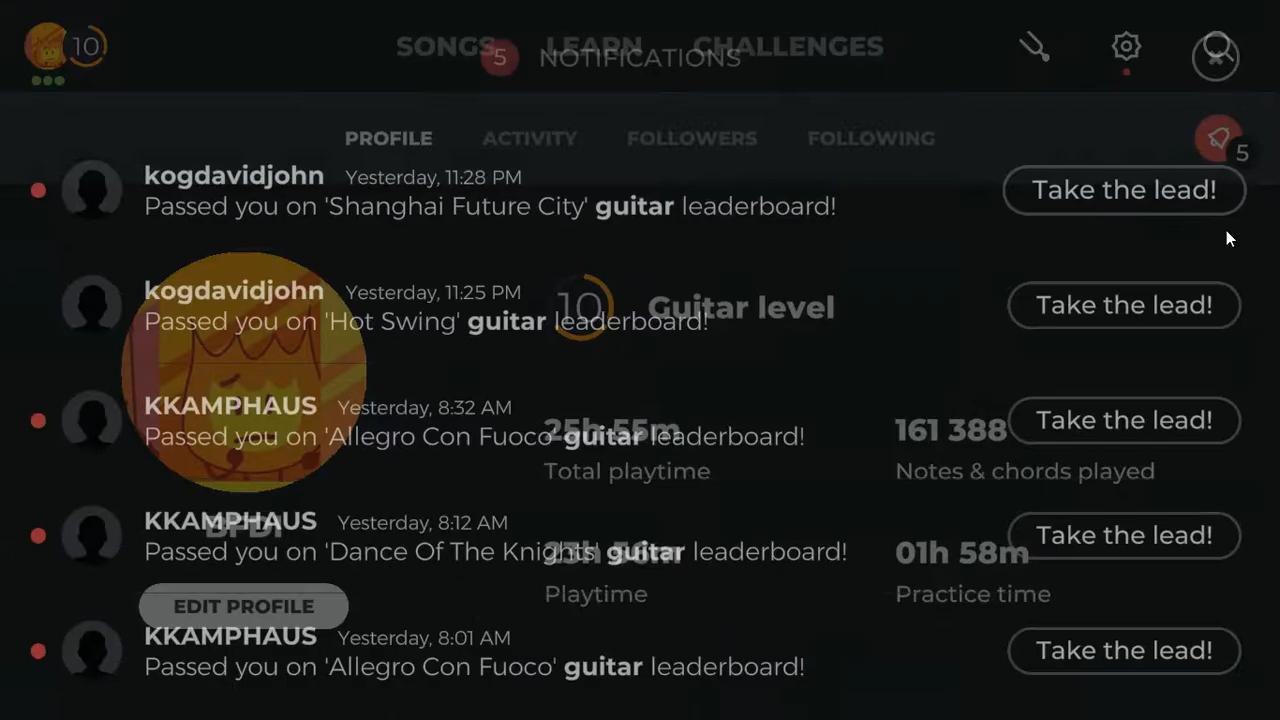 10
SONGS LEARN CHALLENGES
5 NOTIFICATIONS
PROFILE ACTIVITY FOLLOWERS FOLLOWING
5
kogdavidjohn Yesterday, 11:28 PM
Passed you on 'Shanghai Future City' guitar leaderboard!
Take the lead!
kogdavidjohn Yesterday, 11:25 PM
Passed you on 'Hot Swing' guitar leaderboard!
Take the lead!
10 Guitar level
KKAMPHAUS Yesterday, 8:32 AM
Passed you on 'Allegro Con Fuoco' guitar leaderboard!
Take the lead!
25h 55m
Total playtime
161 388
Notes & chords played
KKAMPHAUS Yesterday, 8:12 AM
Passed you on 'Dance Of The Knights' guitar leaderboard!
Take the lead!
BFDI
Playtime
01h 58m
Practice time
EDIT PROFILE
KKAMPHAUS Yesterday, 8:01 AM
Passed you on 'Allegro Con Fuoco' guitar leaderboard!
Take the lead!